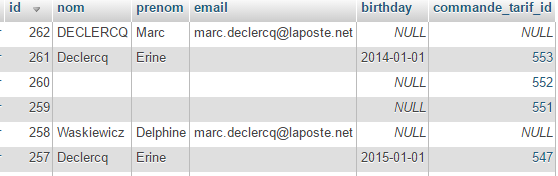 id nom prenom email birthday commande_tarif_id
262 DECLERCQ Marc marc.declercq@laposte.net NULL NULL
261 Declercq Erine 2014-01-01 553
260 NULL 552
259 NULL 551
258 Waskiewicz Delphine marc.declercq@laposte.net NULL NULL
257 Declercq Erine 2015-01-01 547